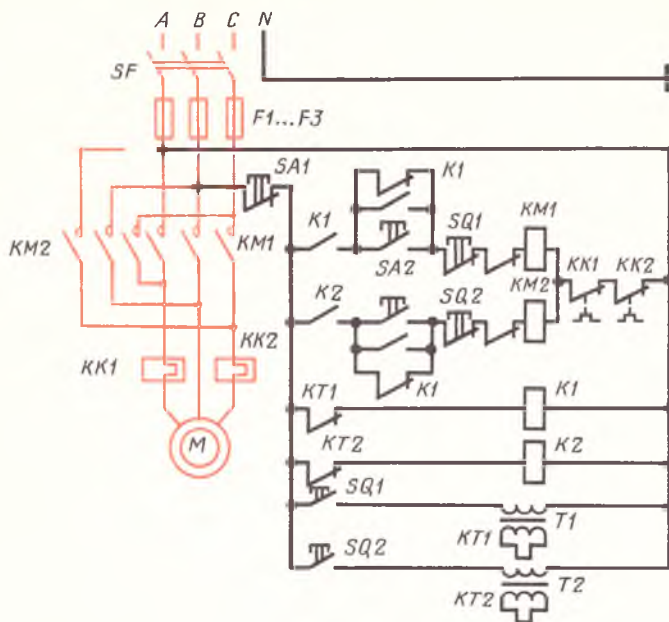 A B C N
SF
F1...F3
SA1
K1
KM2
KM1
K1
SA2
SQ1
KM1
KK1 KK2
K2
SQ2
KM2
KK2
KK1
K1
M
KT1
K1
KT2
K2
SQ1
T1
KT1
SQ2
T2
KT2